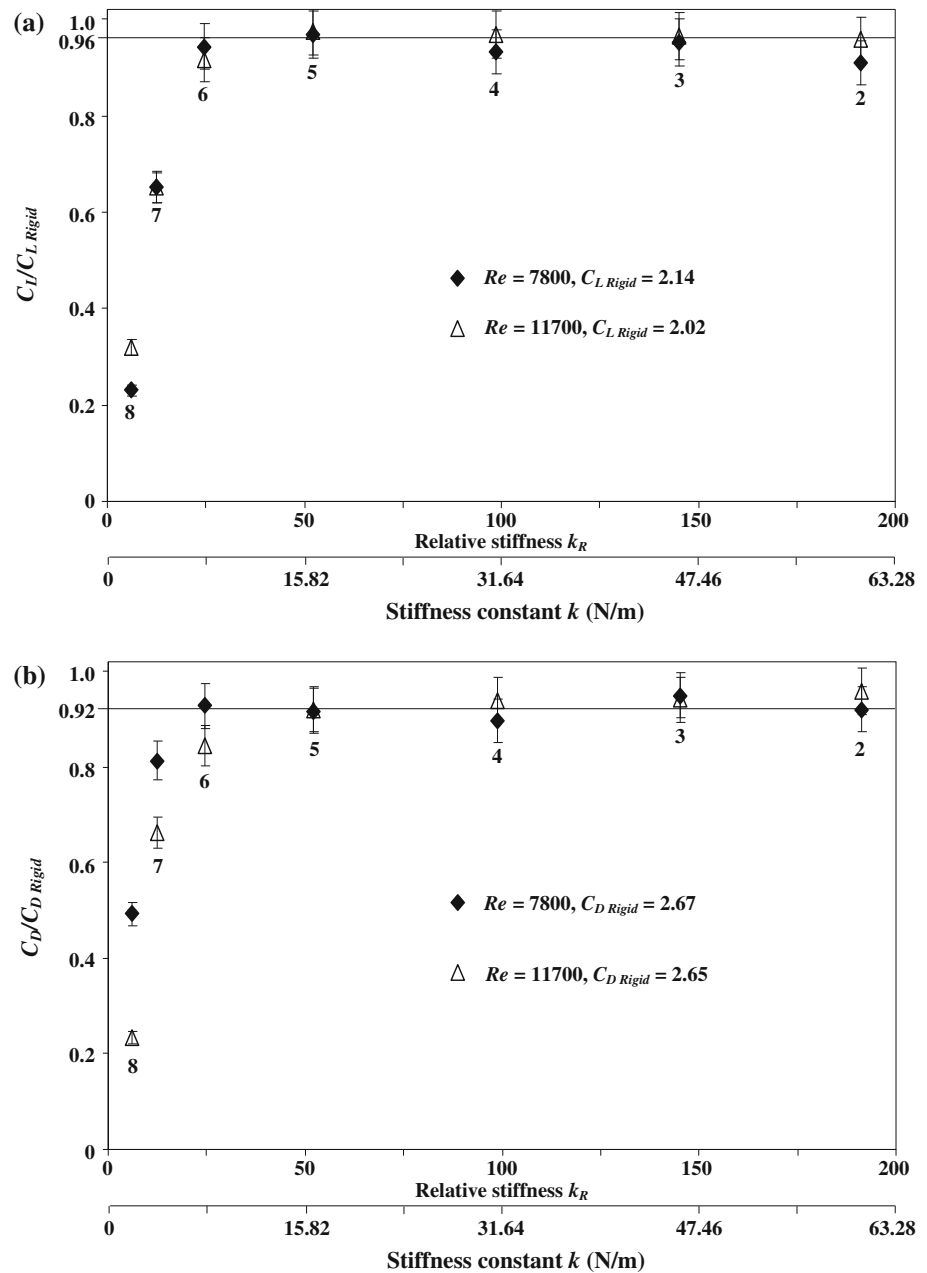 (a)
1.0
0.96
0.8
0.6
0.4
0.2
0
C_L/C_L Rigid
6
5
4
3
2
7
8
Re = 7800, C_L Rigid = 2.14
Re = 11700, C_L Rigid = 2.02
0 50 100 150 200
Relative stiffness k_R
0 15.82 31.64 47.46 63.28
Stiffness constant k (N/m)
(b)
1.0
0.92
0.8
0.6
0.4
0.2
0
C_D/C_D Rigid
6
5
4
3
2
7
8
Re = 7800, C_D Rigid = 2.67
Re = 11700, C_D Rigid = 2.65
0 50 100 150 200
Relative stiffness k_R
0 15.82 31.64 47.46 63.28
Stiffness constant k (N/m)